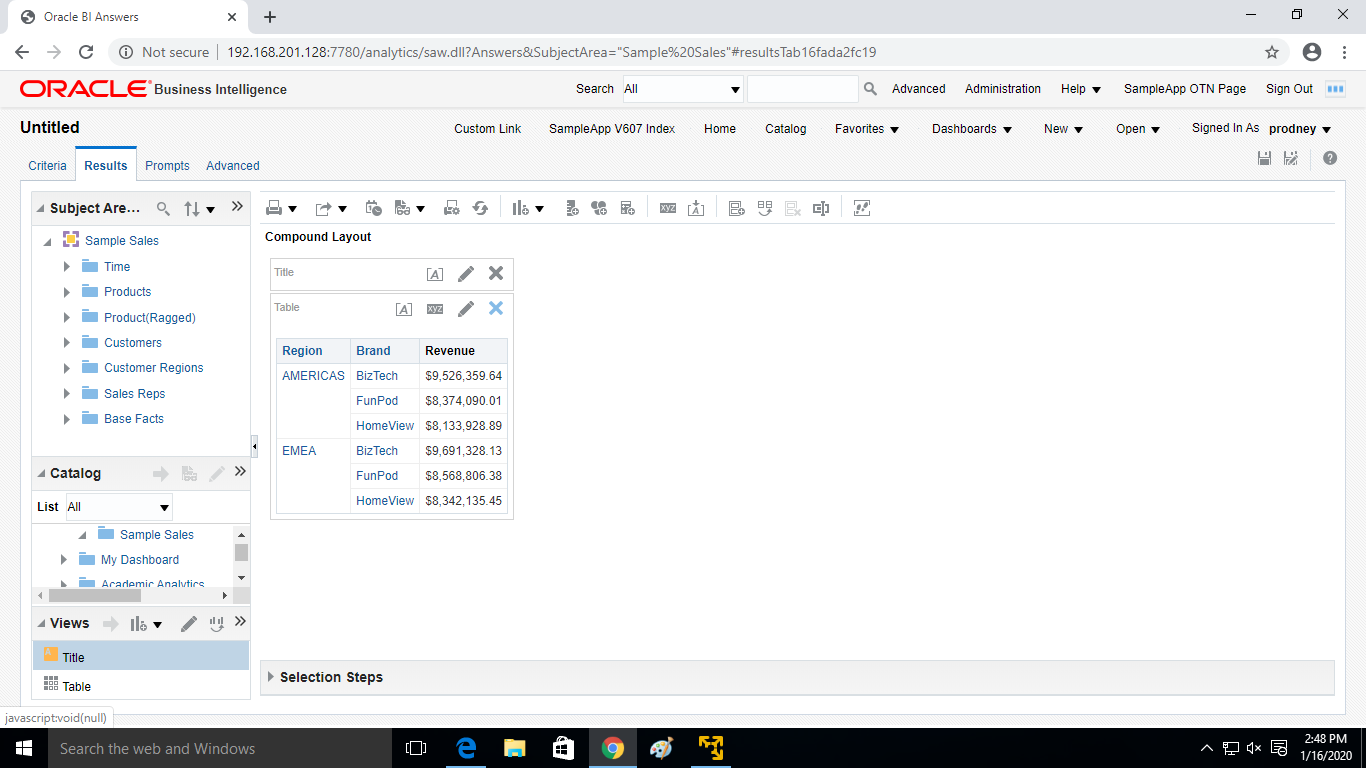 Oracle BI Answers
Not secure 192.168.201.128:7780/analytics/saw.dll?Answers&SubjectArea="Sample%20Sales"#resultsTab16fada2fc19
ORACLE Business Intelligence Search All Advanced Administration Help SampleApp OTN Page Sign Out
Untitled Custom Link SampleApp V607 Index Home Catalog Favorites Dashboards New Open Signed In As prodney
Criteria Results Prompts Advanced
Subject Are...
Sample Sales
Time
Products
Product(Ragged)
Customers
Customer Regions
Sales Reps
Base Facts
Catalog
List All
Sample Sales
My Dashboard
Academic Analytics
Views
Title
Table
xyz A
Compound Layout
Title A
Table A xyz
Region Brand Revenue
AMERICAS BizTech $9,526,359.64
FunPod $8,374,090.01
HomeView $8,133,928.89
EMEA BizTech $9,691,328.13
FunPod $8,568,806.38
HomeView $8,342,135.45
Selection Steps
javascript:void(null)
Search the web and Windows
2:48 PM
1/16/2020